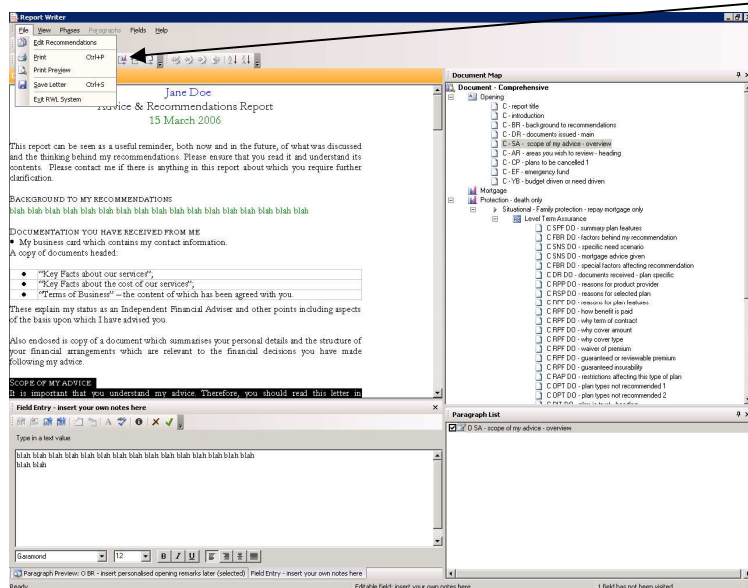 Report Writer
File View Phases Paragraphs Fields Help
Edit Recommendations
Print Ctrl+P
Print Preview
Save Letter Ctrl+S
Exit RWL System
Jane Doe
Advice & Recommendations Report
15 March 2006
This report can be seen as a useful reminder, both now and in the future, of what was discussed
and the thinking behind my recommendations. Please ensure that you read it and understand its
contents. Please contact me if there is anything in this report about which you require further
clarification.
BACKGROUND TO MY RECOMMENDATIONS
blah blah blah blah blah blah blah blah blah blah blah blah blah blah blah
DOCUMENTATION YOU HAVE RECEIVED FROM ME
• My business card which contains my contact information.
A copy of documents headed:
• "Key Facts about our services";
• "Key Facts about the cost of our services";
• "Terms of Business" – the content of which has been agreed with you.
These explain my status as an Independent Financial Adviser and other points including aspects
of the basis upon which I have advised you.
Also enclosed is copy of a document which summarises your personal details and the structure of
your financial arrangements which are relevant to the financial decisions you have made
following my advice.
SCOPE OF MY ADVICE
It is important that you understand my advice. Therefore, you should read this letter in
Field Entry - insert your own notes here
Type in a text value
blah blah blah blah blah blah blah blah blah blah blah blah blah
blah blah
Garamond 12 B I U
Paragraph Preview: O BR - insert personalised opening remarks later (selected) Field Entry - insert your own notes here
Document Map
Document - Comprehensive
Opening
C - report title
C - introduction
C - BR - background to recommendations
C - DR - documents issued - main
C - SA - scope of my advice - overview
C - AR - areas you wish to review - heading
C - CP - plans to be cancelled 1
C - EF - emergency fund
C - YB - budget driven or need driven
Mortgage
Protection - death only
Situational - Family protection - repay mortgage only
Level Term Assurance
C SPF DO - summary plan features
C FBR DO - factors behind my recommendation
C SNS DO - specific need scenario
C SNS DO - mortgage advice given
C FBR DO - special factors affecting recommendation
C DR DO - documents received - plan specific
C RPP DO - reasons for product provider
C RSP DO - reasons for selected plan
C RPF DO - reasons for plan features
C RPF DO - how benefit is paid
C RPF DO - why term of contract
C RPF DO - why cover amount
C RPF DO - why cover type
C RPF DO - waiver of premium
C RPF DO - guaranteed or reviewable premium
C RPF DO - guaranteed insurability
C RAP DO - restrictions affecting this type of plan
C OPT DO - plan types not recommended 1
C OPT DO - plan types not recommended 2
Paragraph List
D SA - scope of my advice - overview
Ready Editable field: insert your own notes here 1 field has not been visited